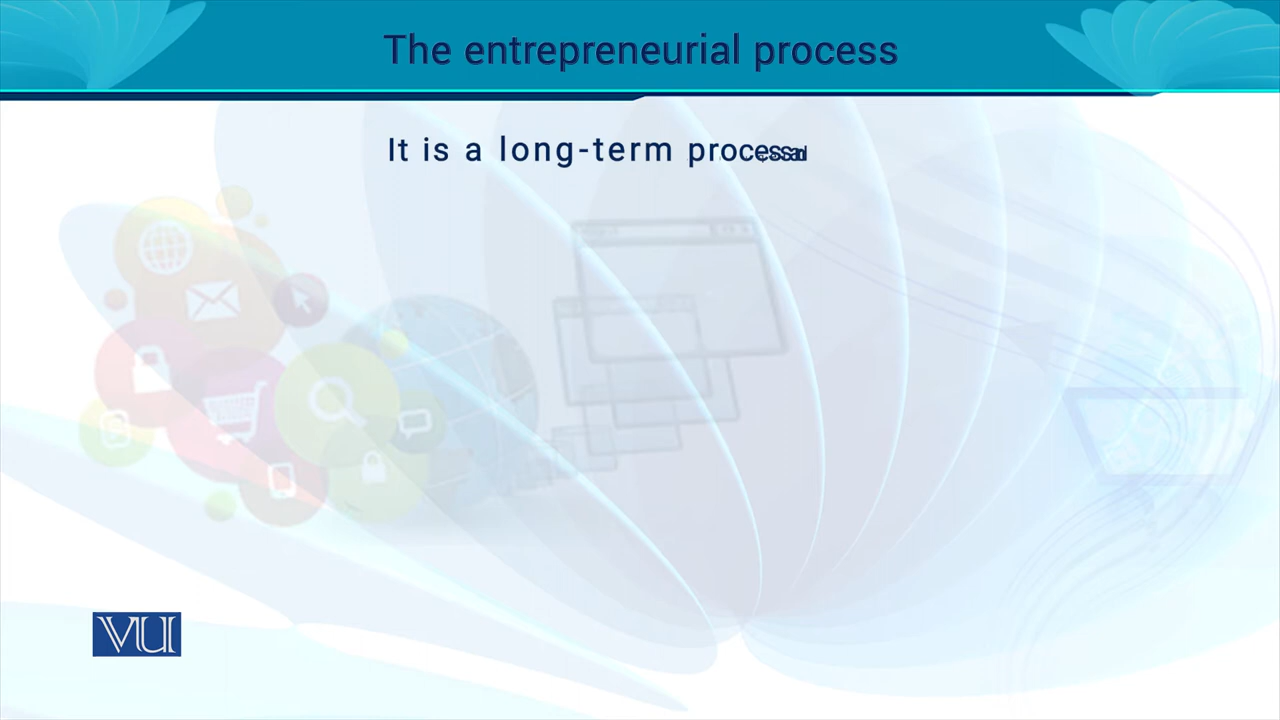 The entrepreneurial process
It is a long-term process
VU